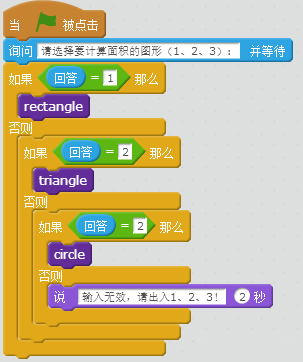 当 被点击
询问 请选择要计算面积的图形（1、2、3）： 并等待
如果 回答 = 1 那么
rectangle
否则
如果 回答 = 2 那么
triangle
否则
如果 回答 = 2 那么
circle
否则
说 输入无效，请出入1、2、3！ 2 秒